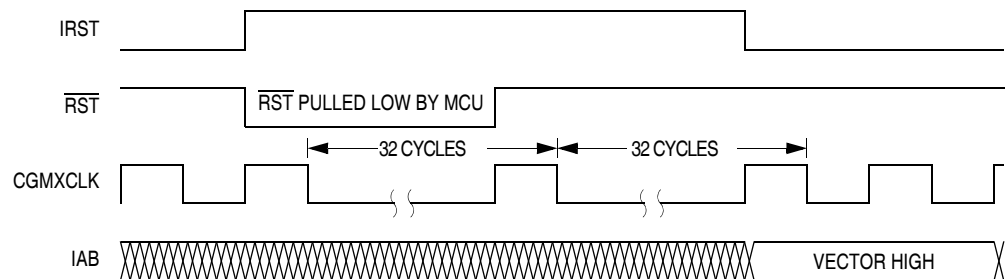 IRST
RST
RST PULLED LOW BY MCU
32 CYCLES
32 CYCLES
CGMXCLK
IAB
VECTOR HIGH